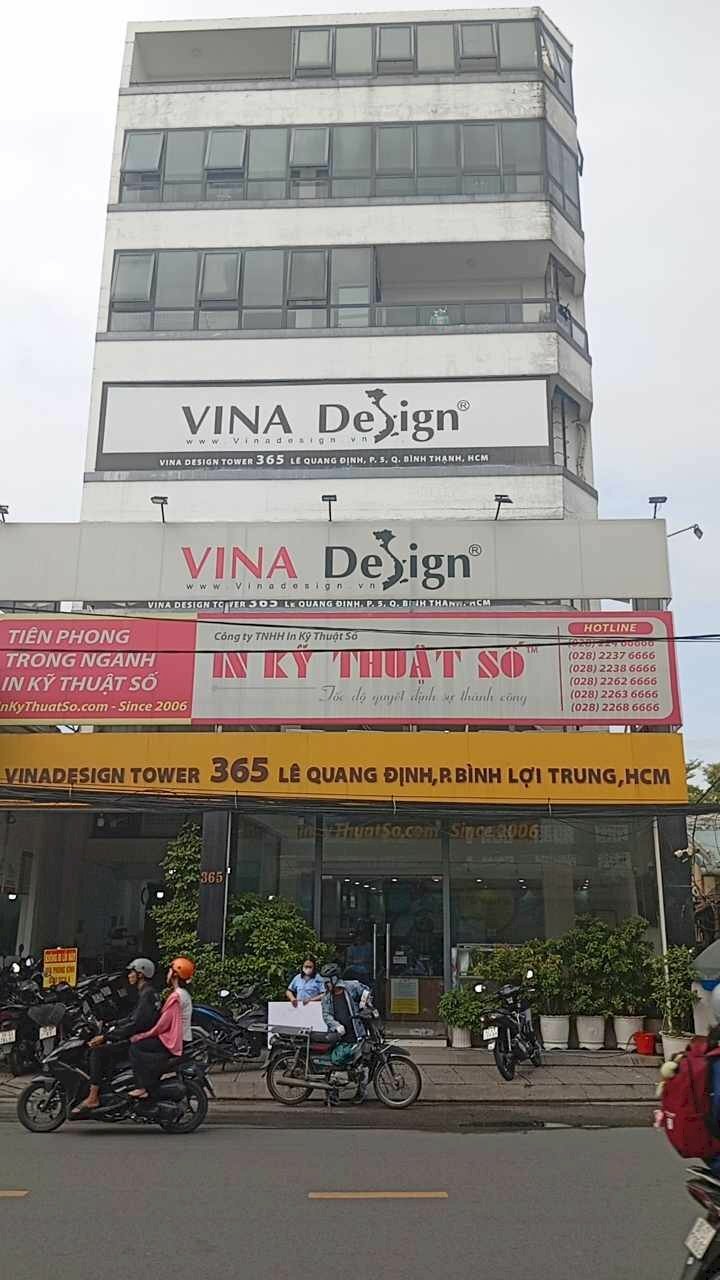 VINA Design®
www.Vinadesign.vn
VINA DESIGN TOWER 365 LÊ QUANG ĐỊNH, P. 5, Q. BÌNH THẠNH, HCM
VINA Design®
www.Vinadesign.vn
VINA DESIGN TOWER 365 LÊ QUANG ĐỊNH, P. 5, Q. BÌNH THẠNH, HCM
TIÊN PHONG
TRONG NGÀNH
IN KỸ THUẬT SỐ
InKyThuatSo.com - Since 2006
Công ty TNHH In Kỹ Thuật Số
IN KỸ THUẬT SỐ™
Tốc độ quyết định sự thành công
HOTLINE
(028) 2237 6666
(028) 2238 6666
(028) 2262 6666
(028) 2263 6666
(028) 2268 6666
VINADESIGN TOWER 365 LÊ QUANG ĐỊNH,P.BÌNH LỢI TRUNG,HCM
inKyThuatSo.com - Since 2006
365